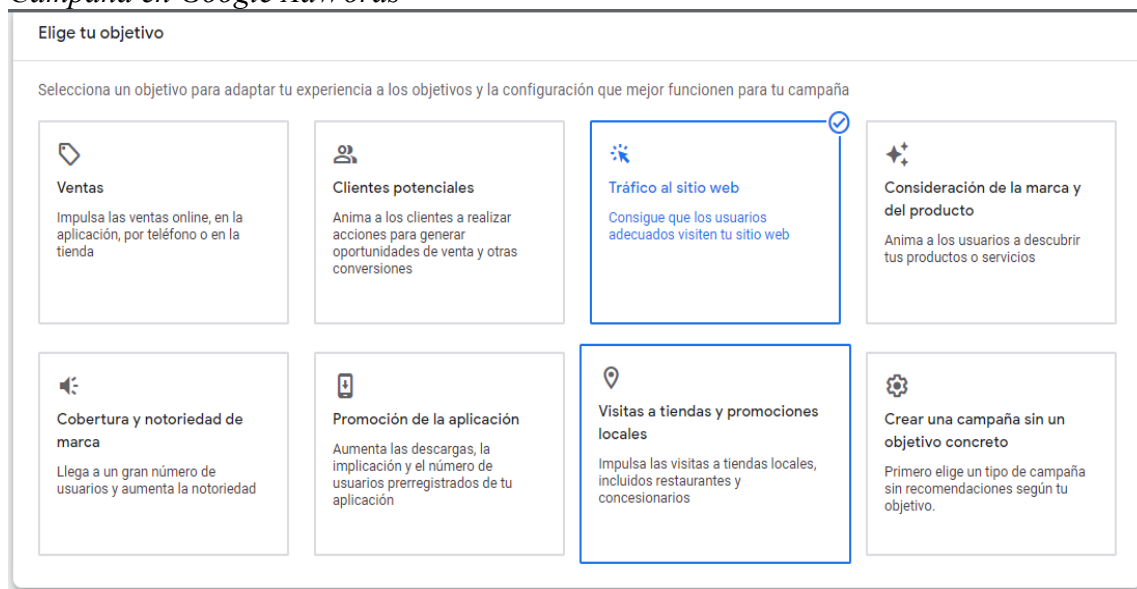 Campaña en Google AdWords
Elige tu objetivo
Selecciona un objetivo para adaptar tu experiencia a los objetivos y la configuración que mejor funcionen para tu campaña
Ventas
Impulsa las ventas online, en la
aplicación, por teléfono o en la
tienda
Clientes potenciales
Anima a los clientes a realizar
acciones para generar
oportunidades de venta y otras
conversiones
Tráfico al sitio web
Consigue que los usuarios
adecuados visiten tu sitio web
Consideración de la marca y
del producto
Anima a los usuarios a descubrir
tus productos o servicios
Cobertura y notoriedad de
marca
Llega a un gran número de
usuarios y aumenta la notoriedad
Promoción de la aplicación
Aumenta las descargas, la
implicación y el número de
usuarios prerregistrados de tu
aplicación
Visitas a tiendas y promociones
locales
Impulsa las visitas a tiendas locales,
incluidos restaurantes y
concesionarios
Crear una campaña sin un
objetivo concreto
Primero elige un tipo de campaña
sin recomendaciones según tu
objetivo.